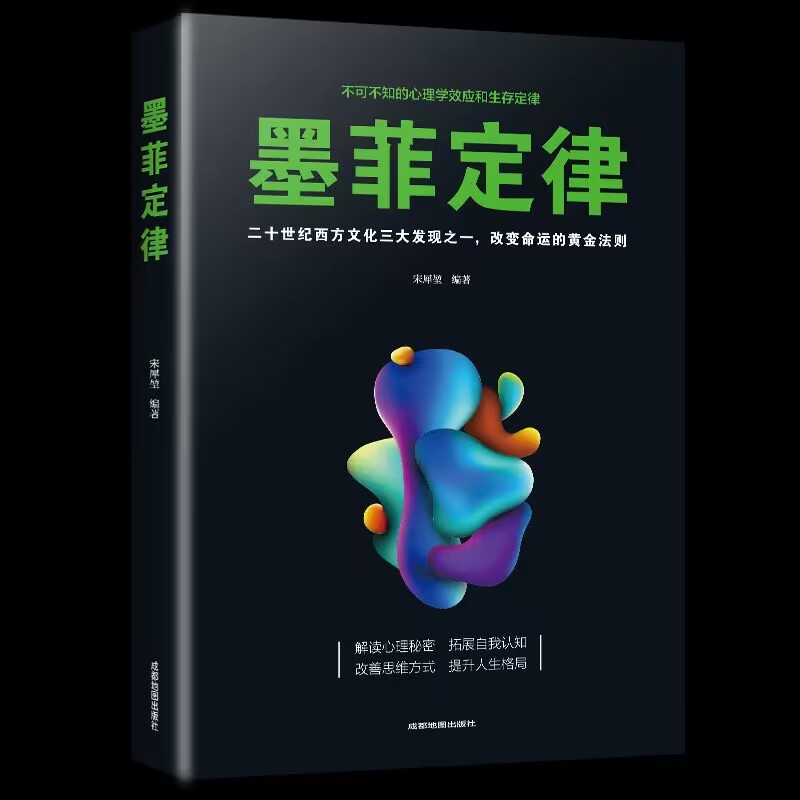 墨菲定律
宋犀堃 编著
成都地图出版社
不可不知的心理学效应和生存定律
墨菲定律
二十世纪西方文化三大发现之一，改变命运的黄金法则
宋犀堃 编著
解读心理秘密 拓展自我认知
改善思维方式 提升人生格局
成都地图出版社